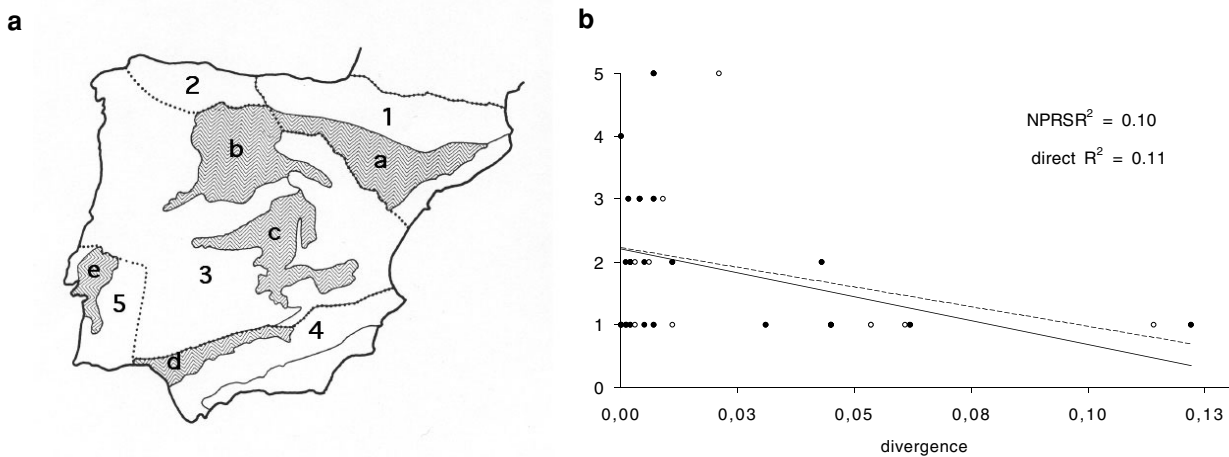 a
2
1
b
a
c
e
3
5
4
d
b
5
4
3
2
1
0
NPRSR² = 0.10
direct R² = 0.11
0,00 0,03 0,05 0,08 0,10 0,13
divergence